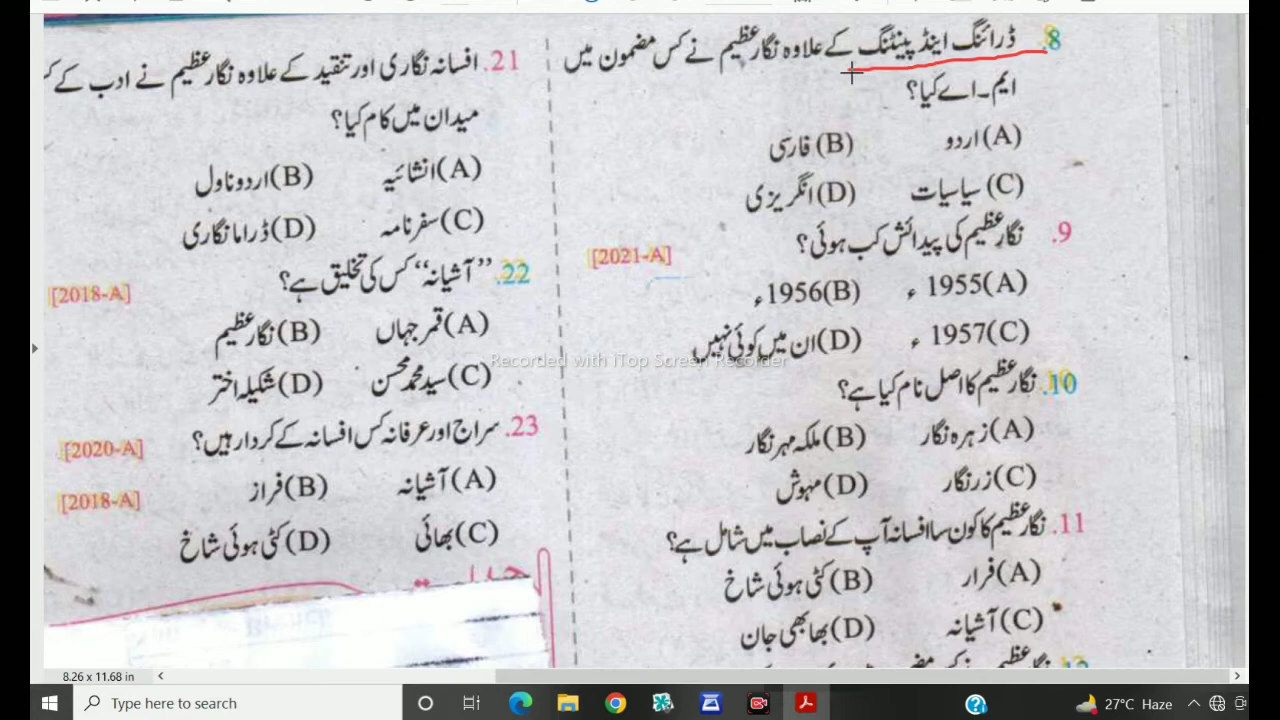 8. ڈرائنگ اینڈ پینٹنگ کے علاوہ نگار عظیم نے کس مضمون میں
ایم۔اے کیا؟
(A) اردو (B) فارسی
(C) سیاسیات (D) انگریزی
9. نگار عظیم کی پیدائش کب ہوئی؟ [2021-A]
(A) 1955ء (B) 1956ء
(C) 1957ء (D) ان میں کوئی نہیں
10. نگار عظیم کا اصل نام کیا ہے؟
(A) زہرہ نگار (B) ملکہ مہر نگار
(C) زرنگار (D) مہوش
11. نگار عظیم کا کون سا افسانہ آپ کے نصاب میں شامل ہے؟
(A) فرار (B) کٹی ہوئی شاخ
(C) آشیانہ (D) بھابھی جان
21. افسانہ نگاری اور تنقید کے علاوہ نگار عظیم نے ادب کے
میدان میں کام کیا؟
(A) انشائیہ (B) اردو ناول
(C) سفرنامہ (D) ڈراما نگاری
22. ”آشیانہ“ کس کی تخلیق ہے؟ [2018-A]
(A) قمر جہاں (B) نگار عظیم
(C) سید محمد محسن (D) شکیلہ اختر
23. سراج اور عرفانہ کس افسانہ کے کردار ہیں؟ [2020-A]
(A) آشیانہ (B) فراز [2018-A]
(C) بھائی (D) کٹی ہوئی شاخ
Recorded with iTop Screen Recorder
8.26 x 11.68 in
Type here to search
27°C Haze